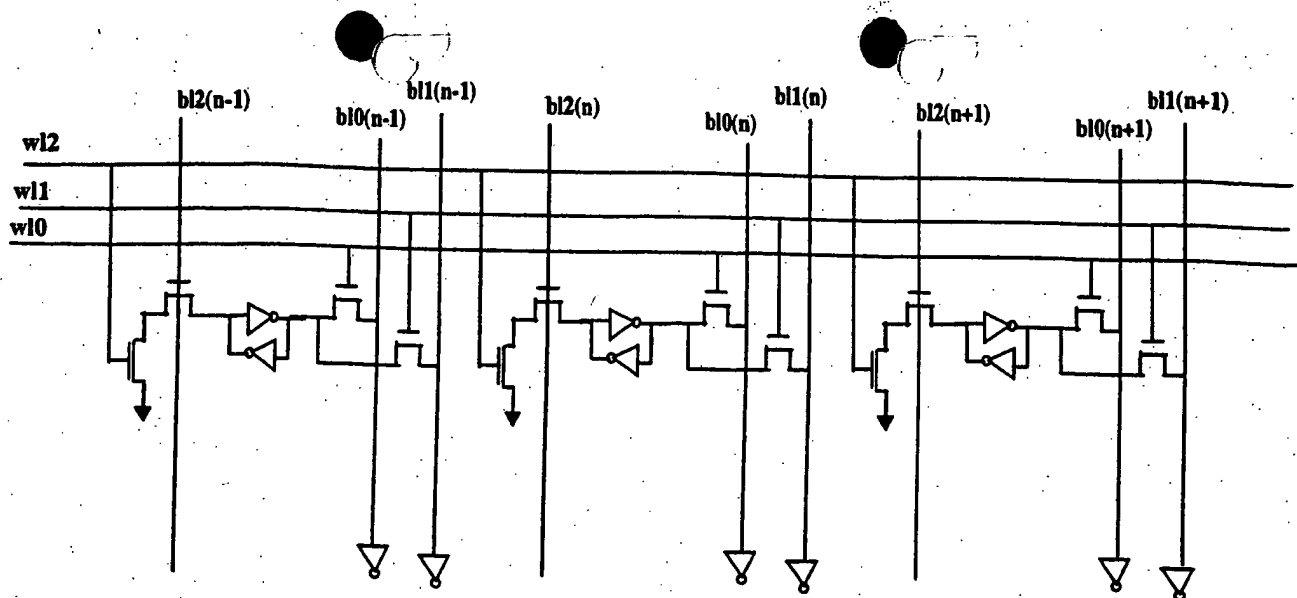 bl2(n-1)
bl0(n-1)
bl1(n-1)
bl2(n)
bl0(n)
bl1(n)
bl2(n+1)
bl0(n+1)
bl1(n+1)
wl2
wl1
wl0